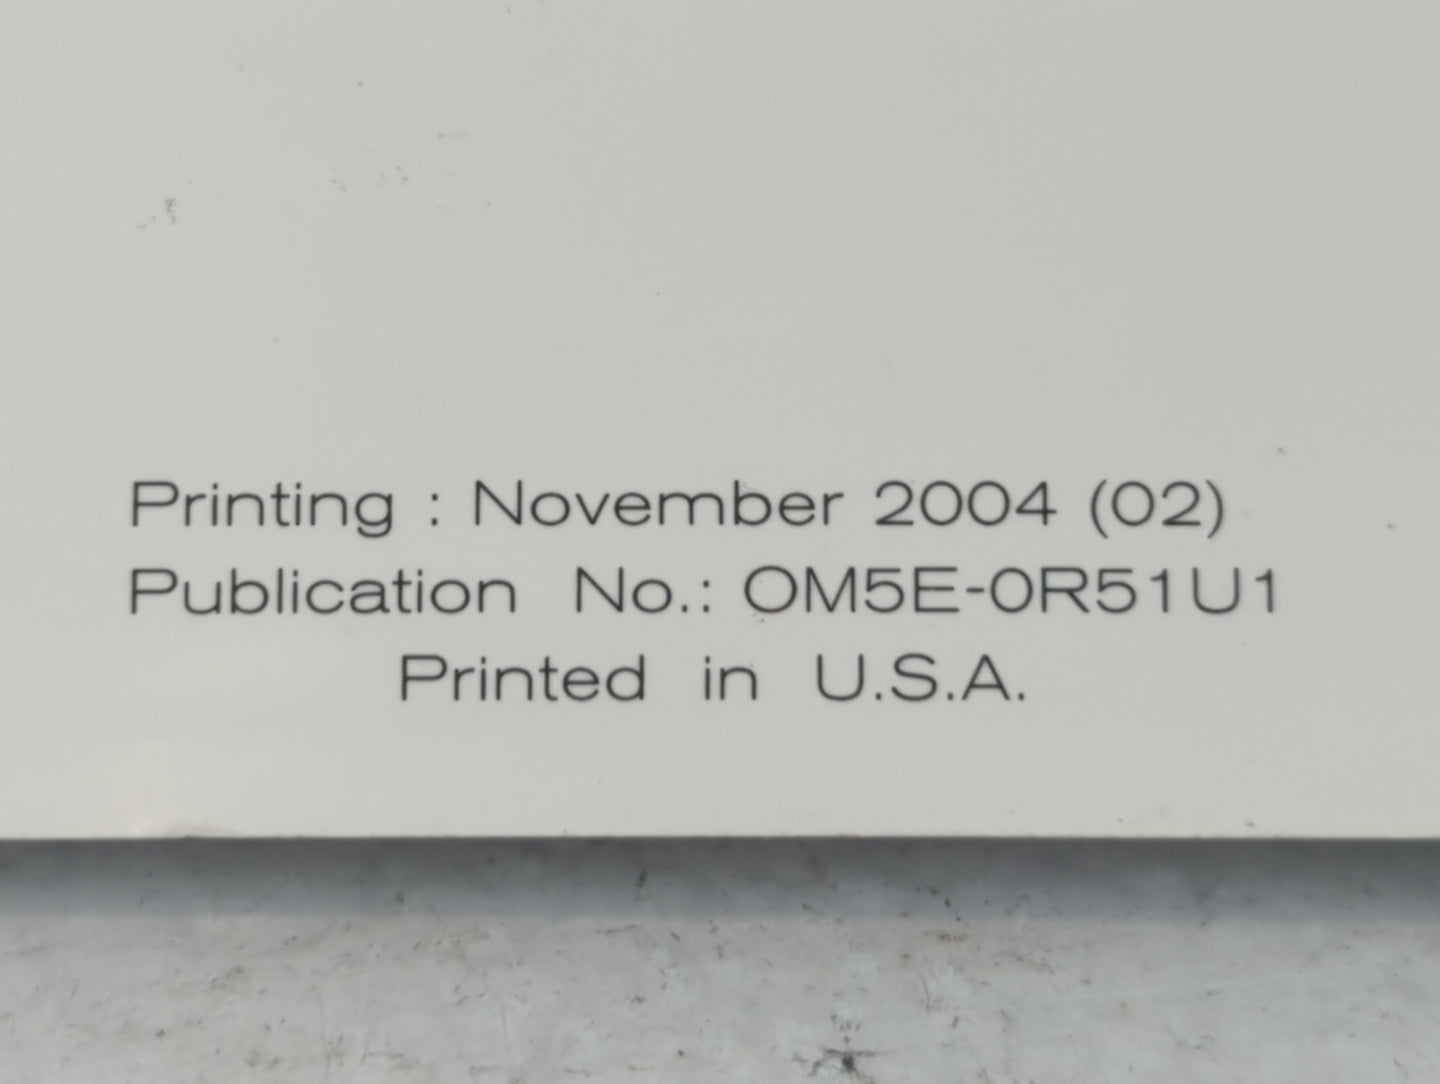 Printing : November 2004 (02)
Publication No.: OM5E-0R51U1
Printed in U.S.A.